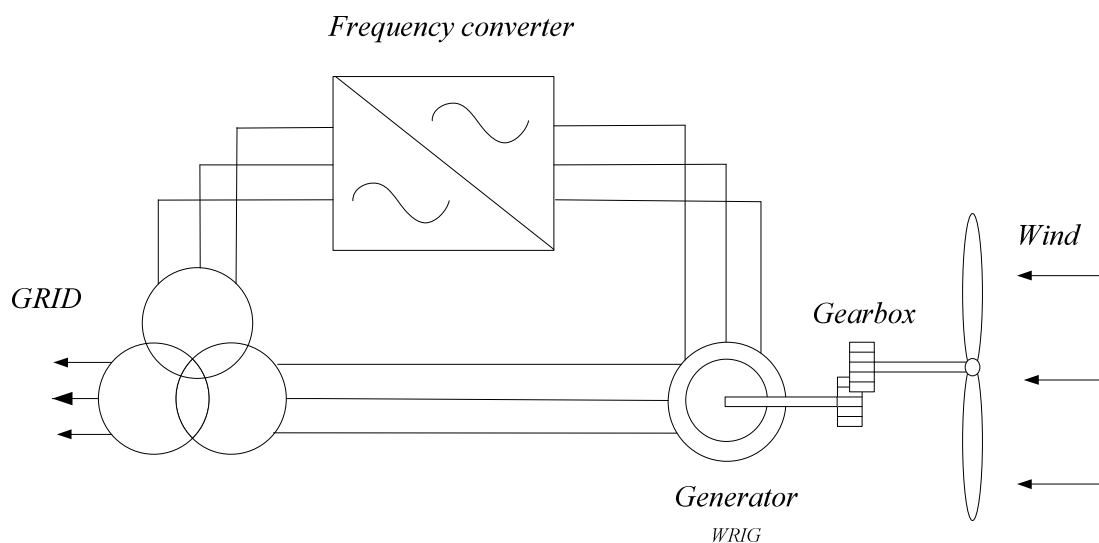 Frequency converter
Wind
GRID
Gearbox
Generator
WRIG